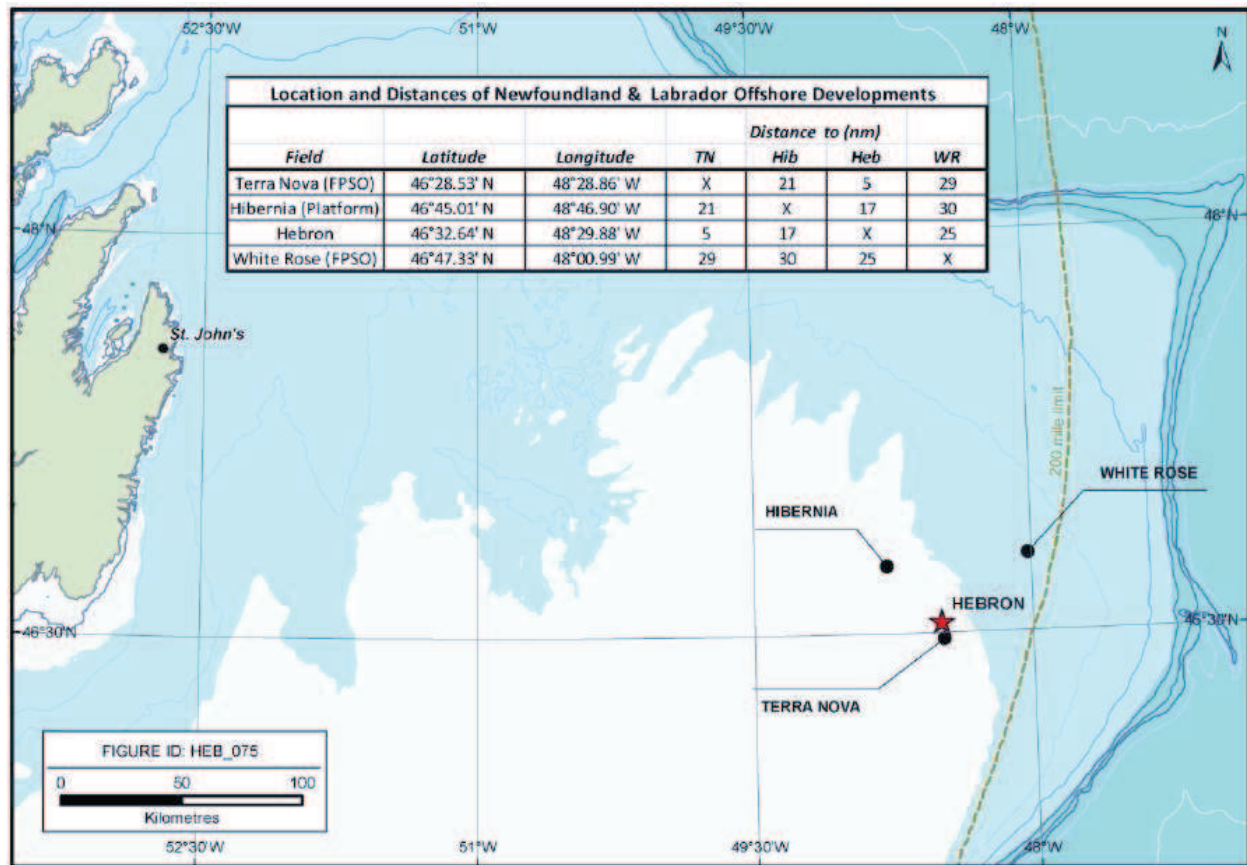 52°30'W 51°W 49°30'W 48°W
N
Location and Distances of Newfoundland & Labrador Offshore Developments
Distance to (nm)
Field Latitude Longitude TN Hib Heb WR
Terra Nova (FPSO) 46°28.53' N 48°28.86' W X 21 5 29
Hibernia (Platform) 46°45.01' N 48°46.90' W 21 X 17 30
Hebron 46°32.64' N 48°29.88' W 5 17 X 25
White Rose (FPSO) 46°47.33' N 48°00.99' W 29 30 25 X
48°N 48°N
St. John's
200 mile limit
WHITE ROSE
HIBERNIA
HEBRON
46°30'N 46°30'N
TERRA NOVA
FIGURE ID: HEB_075
0 50 100
Kilometres
52°30'W 51°W 49°30'W 48°W